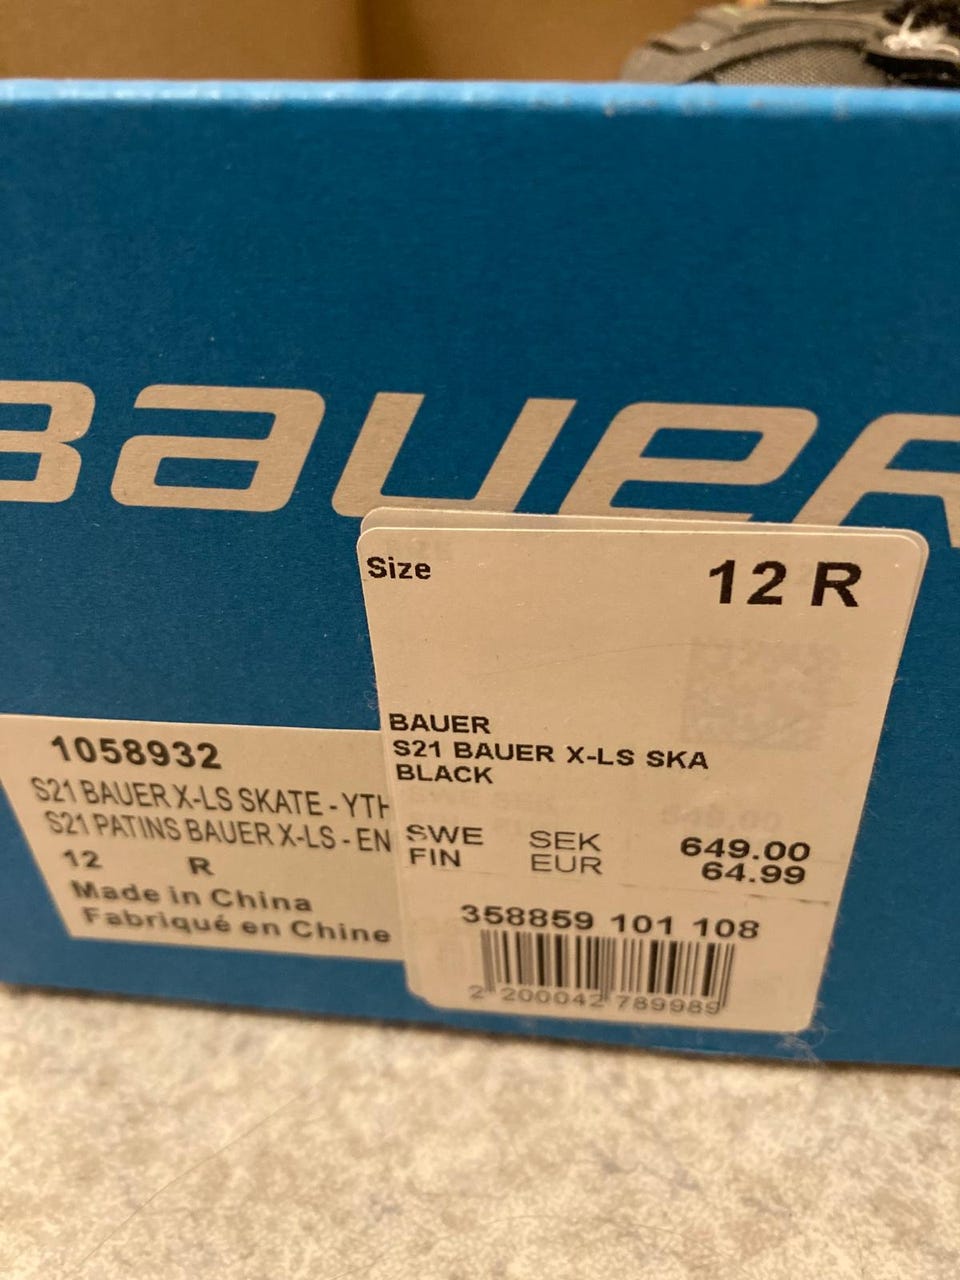 BAUER
Size 12 R
BAUER
S21 BAUER X-LS SKA
BLACK
SWE SEK 649.00
FIN EUR 64.99
358859 101 108
2 200042 789989
1058932
S21 BAUER X-LS SKATE - YTH
S21 PATINS BAUER X-LS - EN
12 R
Made in China
Fabriqué en Chine